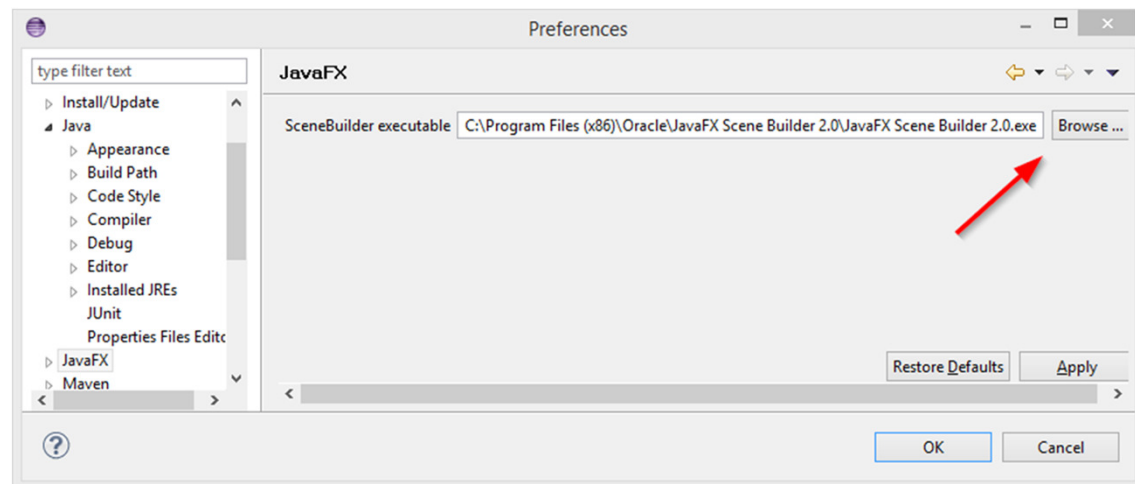 Preferences
type filter text
Install/Update
Java
Appearance
Build Path
Code Style
Compiler
Debug
Editor
Installed JREs
JUnit
Properties Files Edito
JavaFX
Maven
JavaFX
SceneBuilder executable C:\Program Files (x86)\Oracle\JavaFX Scene Builder 2.0\JavaFX Scene Builder 2.0.exe Browse ...
Restore Defaults Apply
? OK Cancel